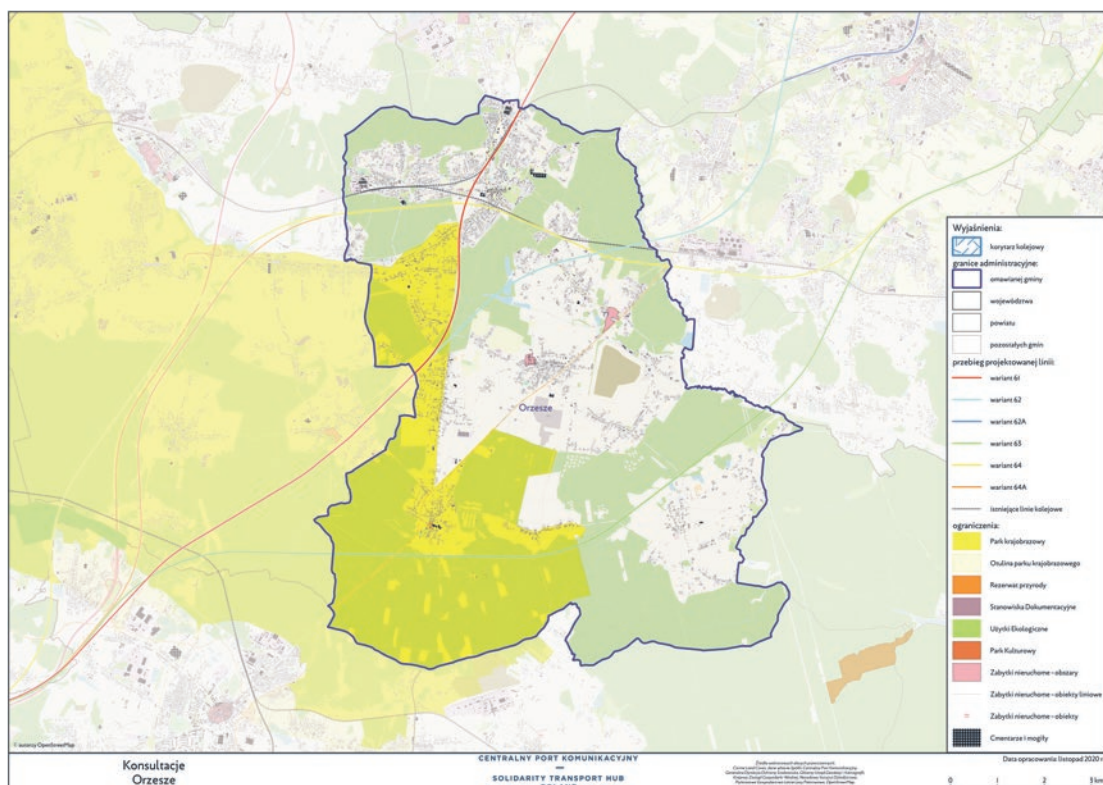 Orzesze
Wyjaśnienia:
korytarz kolejowy
granice administracyjne:
omawianej gminy
województwa
powiatu
pozostałych gmin
przebieg projektowanej linii:
wariant 61
wariant 62
wariant 62A
wariant 63
wariant 64
wariant 64A
istniejące linie kolejowe
ograniczenia:
Park krajobrazowy
Otulina parku krajobrazowego
Rezerwat przyrody
Stanowiska Dokumentacyjne
Użytki Ekologiczne
Park Kulturowy
Zabytki nieruchome – obszary
Zabytki nieruchome – obiekty liniowe
Zabytki nieruchome – obiekty
Cmentarze i mogiły
© autorzy OpenStreetMap
Konsultacje
Orzesze
CENTRALNY PORT KOMUNIKACYJNY
SOLIDARITY TRANSPORT HUB
Data opracowania: listopad 2020 r.
0 1 2 3 km